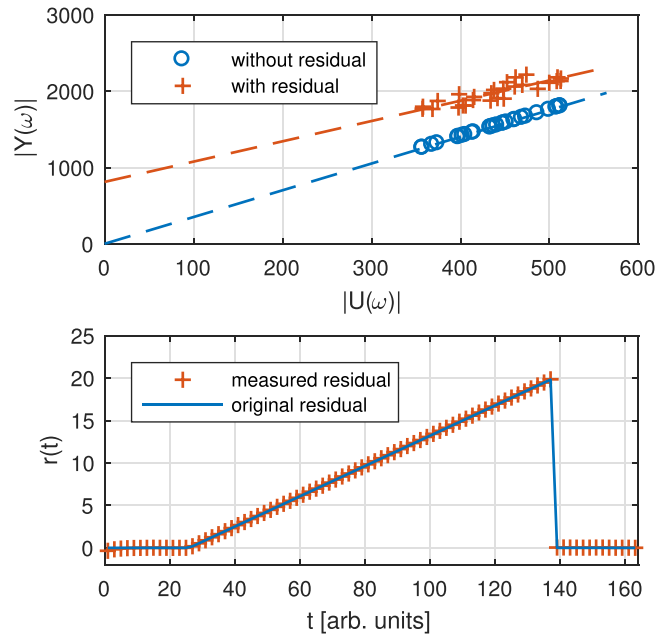 3000
2000
1000
0
|Y(ω)|
without residual
with residual
0 100 200 300 400 500 600
|U(ω)|
25
20
15
10
5
0
r(t)
measured residual
original residual
0 20 40 60 80 100 120 140 160
t [arb. units]